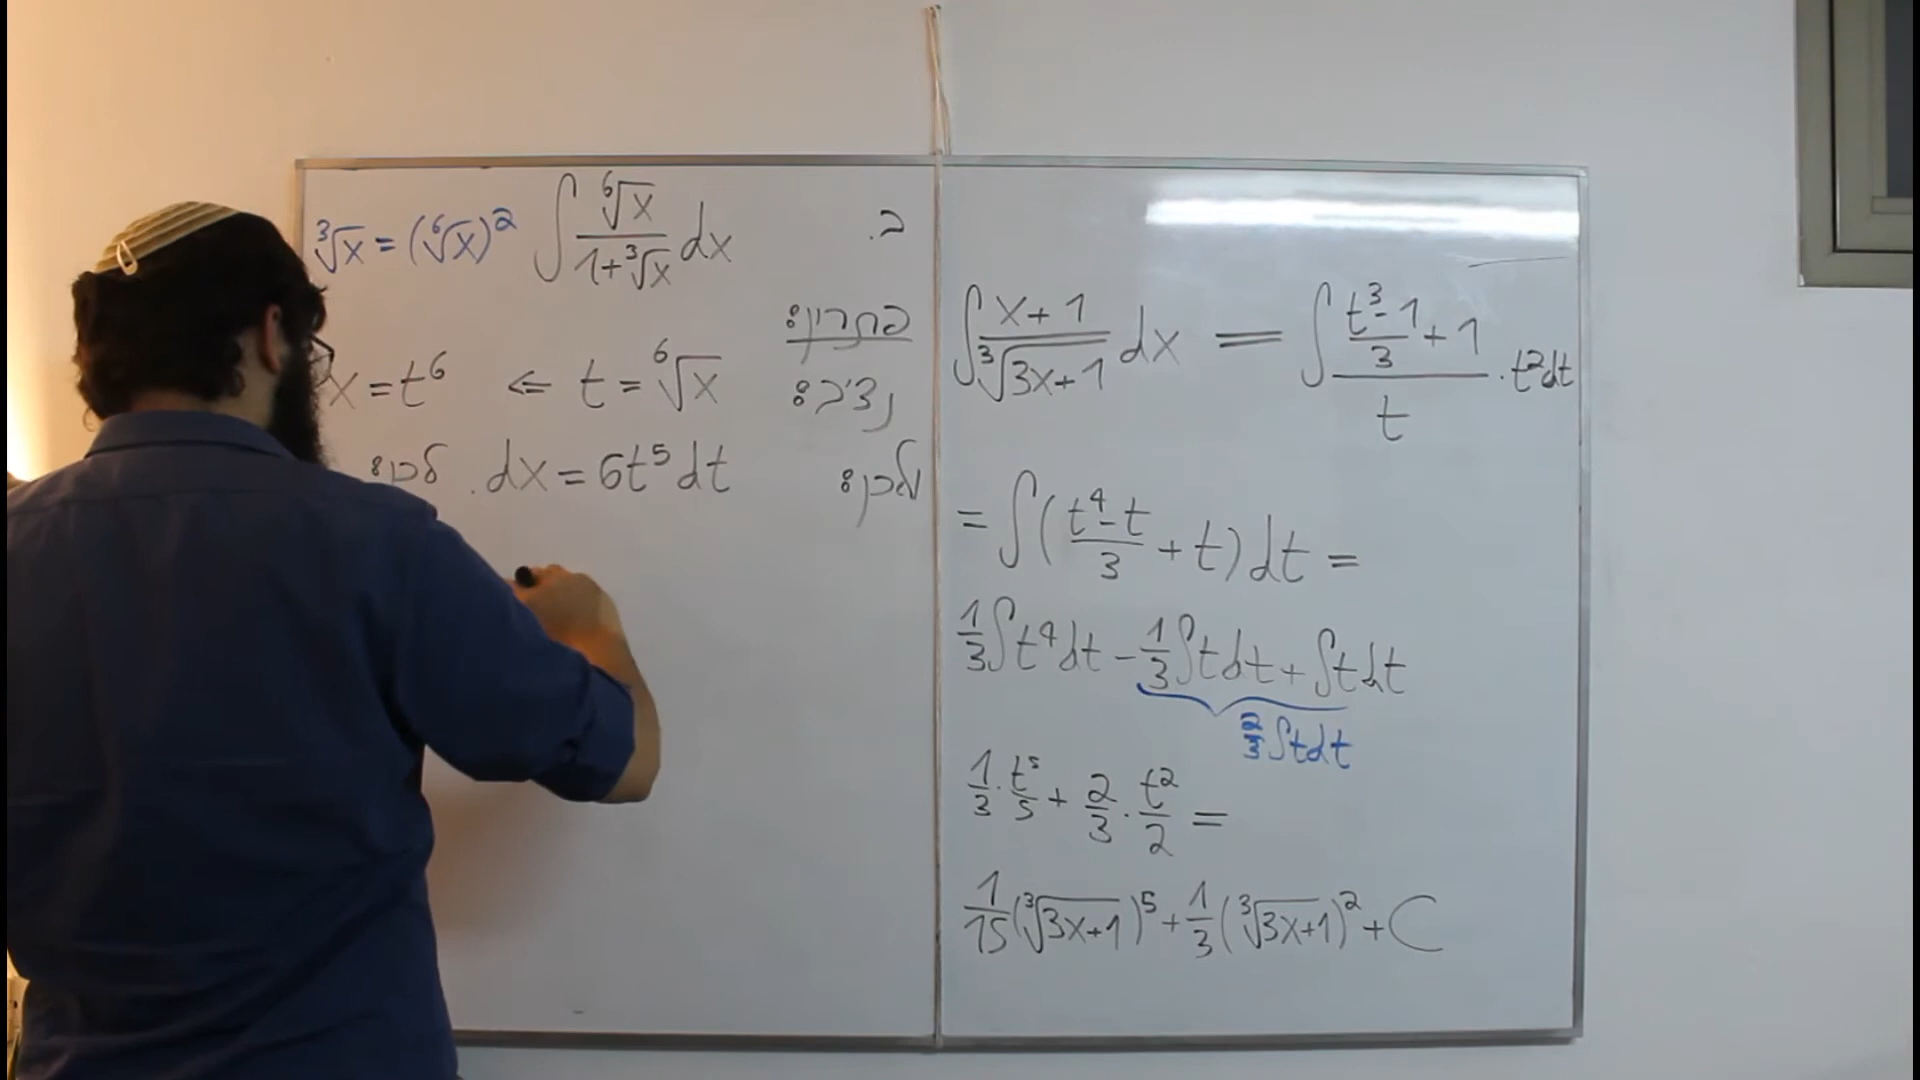 ב.
∛x = (⁶√x)² ∫ ⁶√x / (1+∛x) dx
פתרון:
נציב: t = ⁶√x ⇐ x = t⁶
ולכן: dx = 6t⁵dt. לכן:
∫ (x+1)/∛(3x+1) dx = ∫ ((t³-1)/3 + 1)/t · t²dt
= ∫((t⁴-t)/3 + t)dt =
1/3∫t⁴dt - 1/3∫tdt + ∫tdt
2/3∫tdt
1/3 · t⁵/5 + 2/3 · t²/2 =
1/15(∛(3x+1))⁵ + 1/3(∛(3x+1))² + C